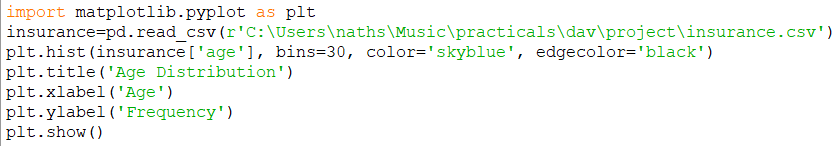 import matplotlib.pyplot as plt
insurance=pd.read_csv(r'C:\Users\naths\Music\practicals\dav\project\insurance.csv')
plt.hist(insurance['age'], bins=30, color='skyblue', edgecolor='black')
plt.title('Age Distribution')
plt.xlabel('Age')
plt.ylabel('Frequency')
plt.show()